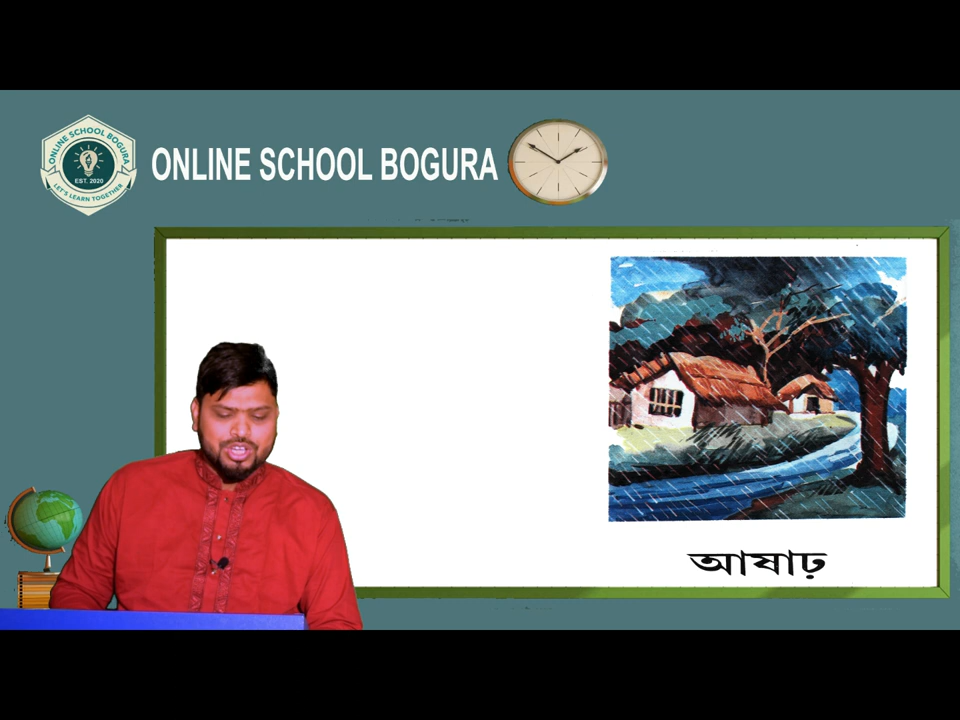 ONLINE SCHOOL BOGURA
EST. 2020
LET'S LEARN TOGETHER
ONLINE SCHOOL BOGURA
আষাঢ়